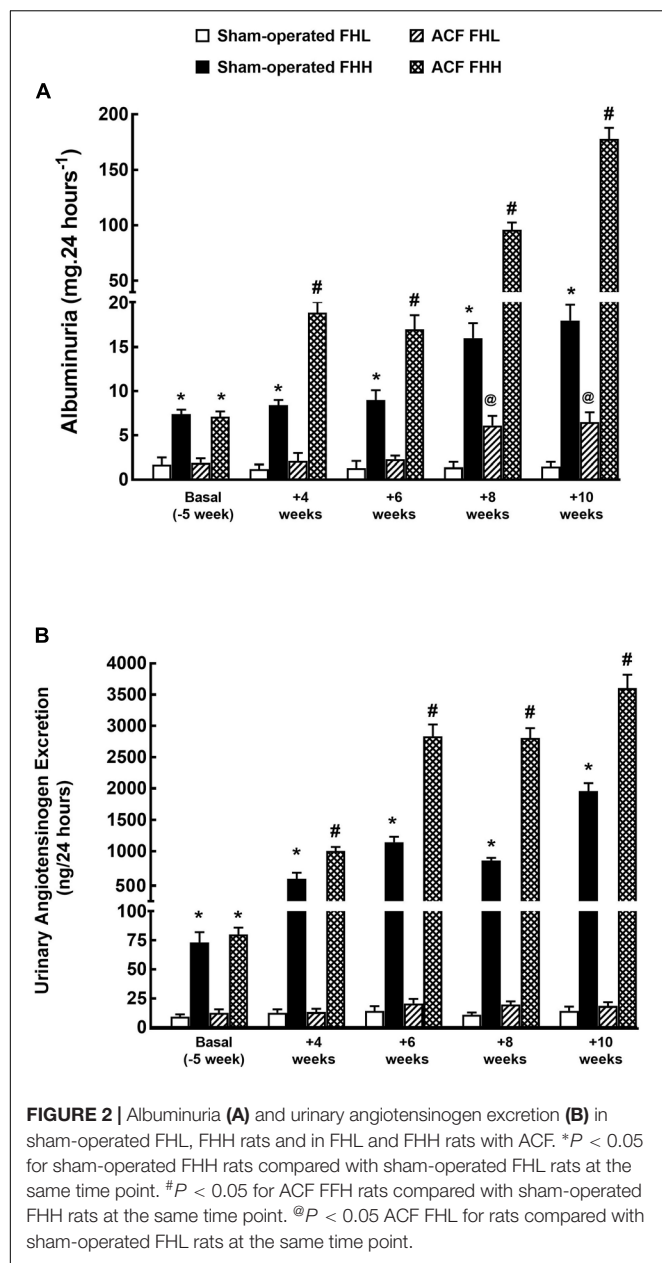 Sham-operated FHL ACF FHL
Sham-operated FHH ACF FHH
A
Albuminuria (mg.24 hours⁻¹)
200
150
100
50
20
15
10
5
0
* * * # * # * @ # * @ #
Basal (-5 week)
+4 weeks
+6 weeks
+8 weeks
+10 weeks
B
Urinary Angiotensinogen Excretion
(ng/24 hours)
4000
3500
3000
2500
2000
1500
1000
500
100
75
50
25
0
* * * # * # * # * #
Basal (-5 week)
+4 weeks
+6 weeks
+8 weeks
+10 weeks
FIGURE 2 | Albuminuria (A) and urinary angiotensinogen excretion (B) in
sham-operated FHL, FHH rats and in FHL and FHH rats with ACF. *P < 0.05
for sham-operated FHH rats compared with sham-operated FHL rats at the
same time point. #P < 0.05 for ACF FFH rats compared with sham-operated
FHH rats at the same time point. @P < 0.05 ACF FHL for rats compared with
sham-operated FHL rats at the same time point.